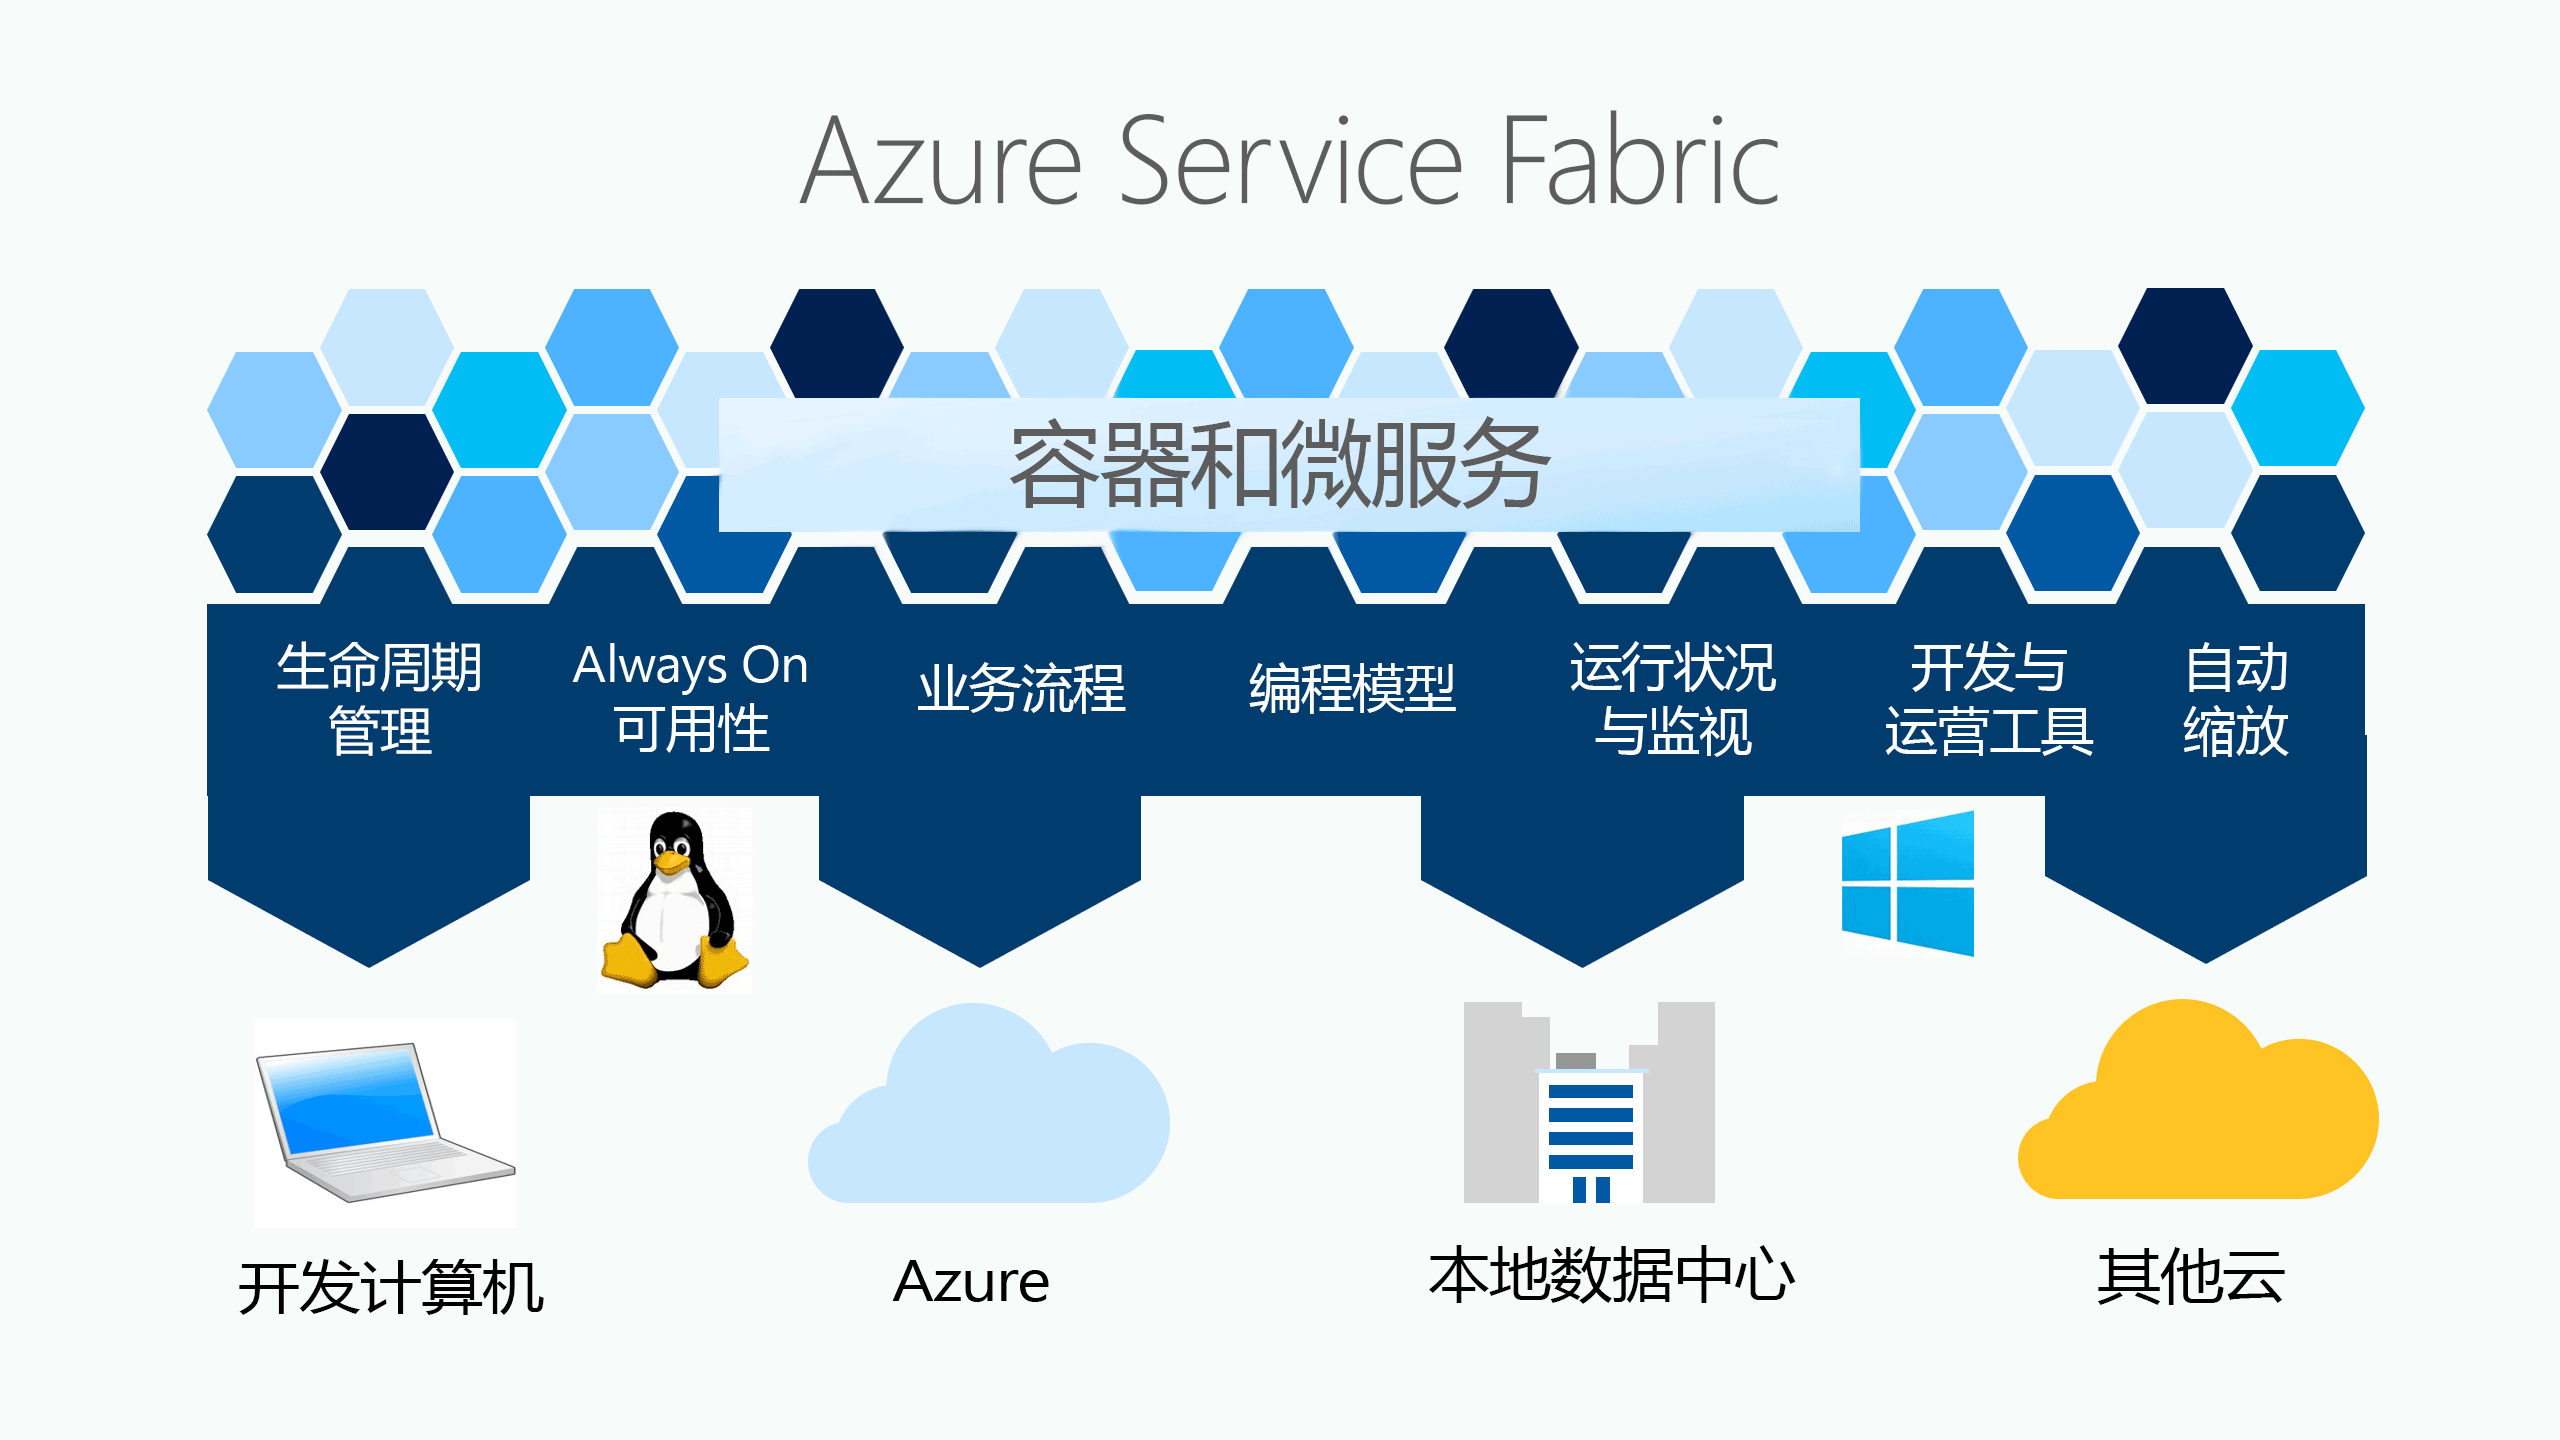 Azure Service Fabric
容器和微服务
生命周期
管理
Always On
可用性
业务流程
编程模型
运行状况
与监视
开发与
运营工具
自动
缩放
开发计算机
Azure
本地数据中心
其他云